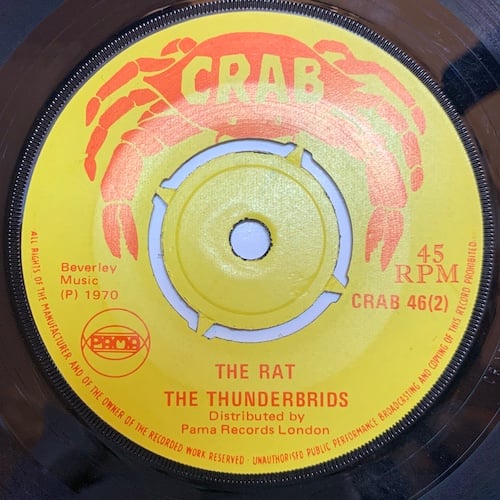 CRAB
45
RPM
Beverley
Music
(P) 1970
CRAB 46(2)
PAMA
THE RAT
THE THUNDERBRIDS
Distributed by
Pama Records London
ALL RIGHTS OF THE MANUFACTURER AND OF THE OWNER OF THE RECORDED WORK RESERVED - UNAUTHORISED PUBLIC PERFORMANCE BROADCASTING AND COPYING OF THIS RECORD PROHIBITED.